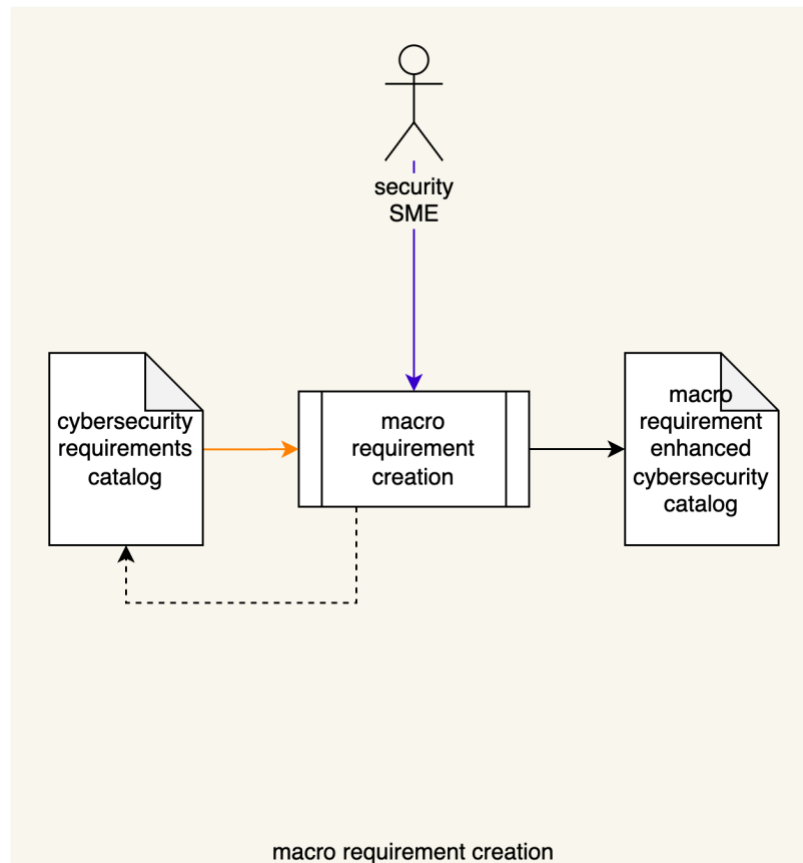 security
SME
cybersecurity
requirements
catalog
macro
requirement
creation
macro
requirement
enhanced
cybersecurity
catalog
macro requirement creation